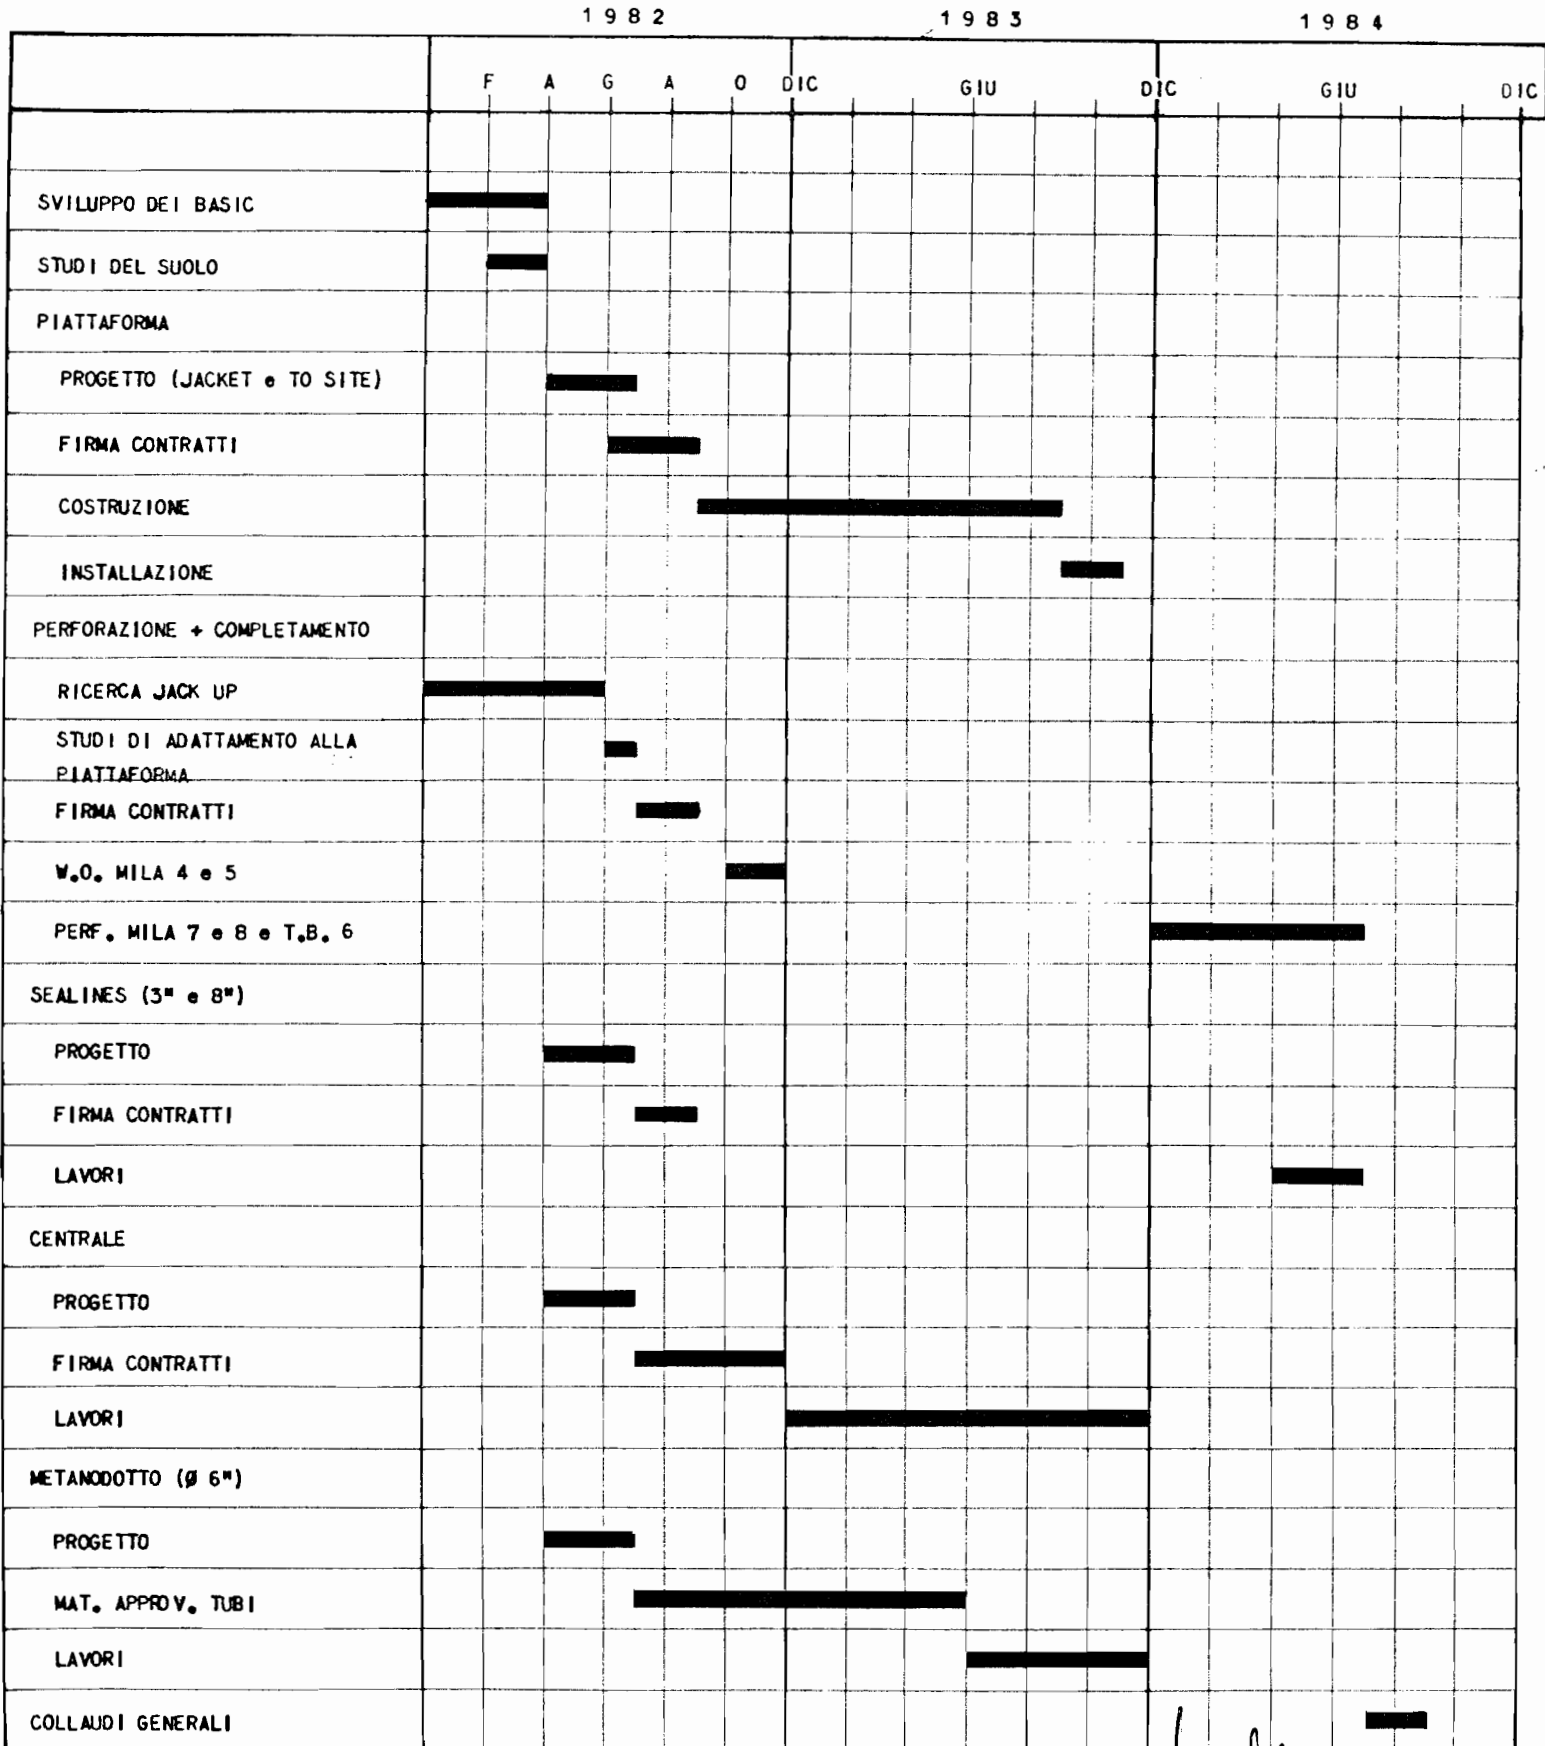 1982 1983 1984
F A G A O DIC GIU DIC GIU DIC
SVILUPPO DEI BASIC
STUDI DEL SUOLO
PIATTAFORMA
PROGETTO (JACKET e TO SITE)
FIRMA CONTRATTI
COSTRUZIONE
INSTALLAZIONE
PERFORAZIONE + COMPLETAMENTO
RICERCA JACK UP
STUDI DI ADATTAMENTO ALLA
PIATTAFORMA
FIRMA CONTRATTI
W.O. MILA 4 e 5
PERF. MILA 7 e 8 e T.B. 6
SEALINES (3" e 8")
PROGETTO
FIRMA CONTRATTI
LAVORI
CENTRALE
PROGETTO
FIRMA CONTRATTI
LAVORI
METANODOTTO (Ø 6")
PROGETTO
MAT. APPROV. TUBI
LAVORI
COLLAUDI GENERALI